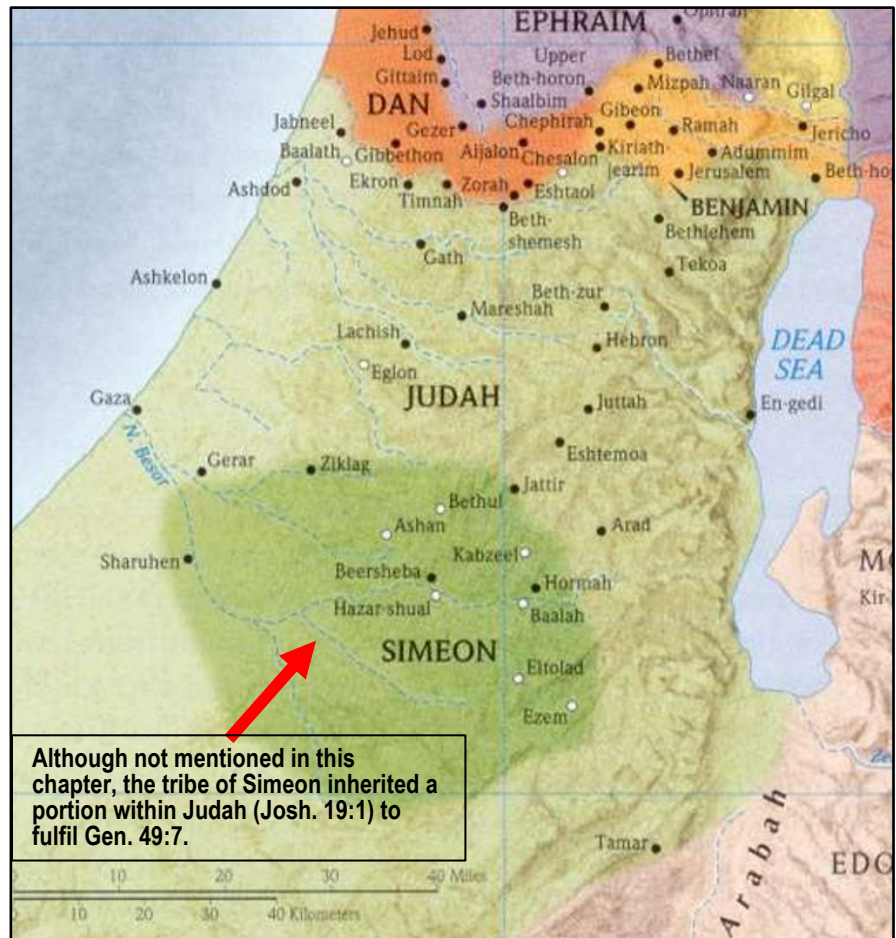 EPHRAIM
Jehud
Lod
Gittaim
Upper
Beth-horon
Bethel
Mizpah
Naaran
Gilgal
DAN
Shaalbim
Gibeon
Jabneel
Gezer
Chephirah
Ramah
Jericho
Baalath
Gibbethon
Aijalon
Chesalon
Kiriath-
jearim
Adummim
Ashdod
Ekron
Timnah
Zorah
Eshtaol
Jerusalem
BENJAMIN
Beth-
shemesh
Bethlehem
Gath
Tekoa
Ashkelon
Mareshah
Beth-zur
DEAD
SEA
Lachish
Hebron
Eglon
Gaza
JUDAH
Juttah
En-gedi
N. Besor
Eshtemoa
Gerar
Ziklag
Jattir
Bethul
Ashan
Arad
Sharuhen
Kabzeel
Beersheba
Hormah
Kir-
Hazar-shual
Baalah
SIMEON
Eltolad
Ezem
Although not mentioned in this
chapter, the tribe of Simeon inherited a
portion within Judah (Josh. 19:1) to
fulfil Gen. 49:7.
Tamar
Arabah
EDO
0 10 20 30 40 Miles
10 20 30 40 Kilometers